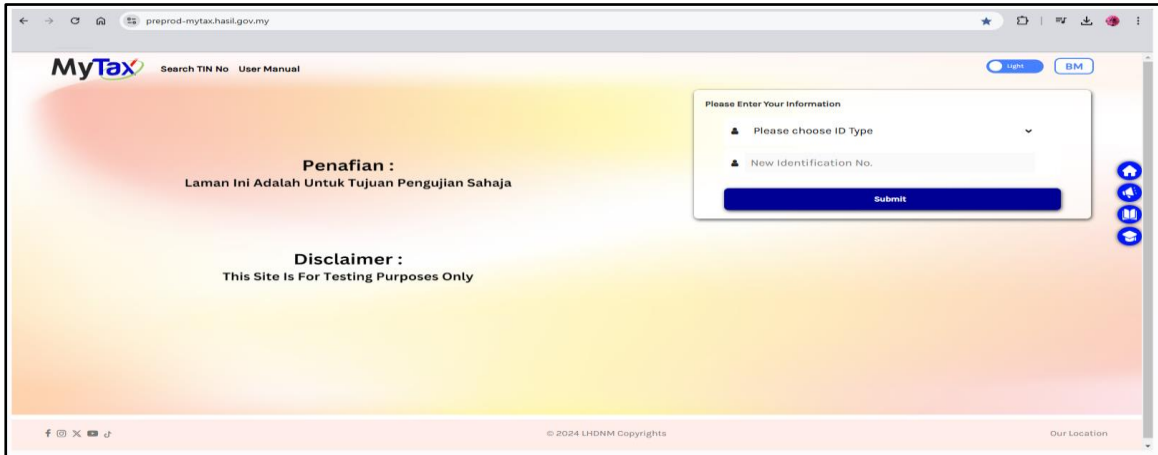 preprod-mytax.hasil.gov.my
MyTax
Search TIN No User Manual
Light
BM
Please Enter Your Information
Please choose ID Type
New Identification No.
Submit
Penafian :
Laman Ini Adalah Untuk Tujuan Pengujian Sahaja
Disclaimer :
This Site Is For Testing Purposes Only
© 2024 LHDNM Copyrights
Our Location